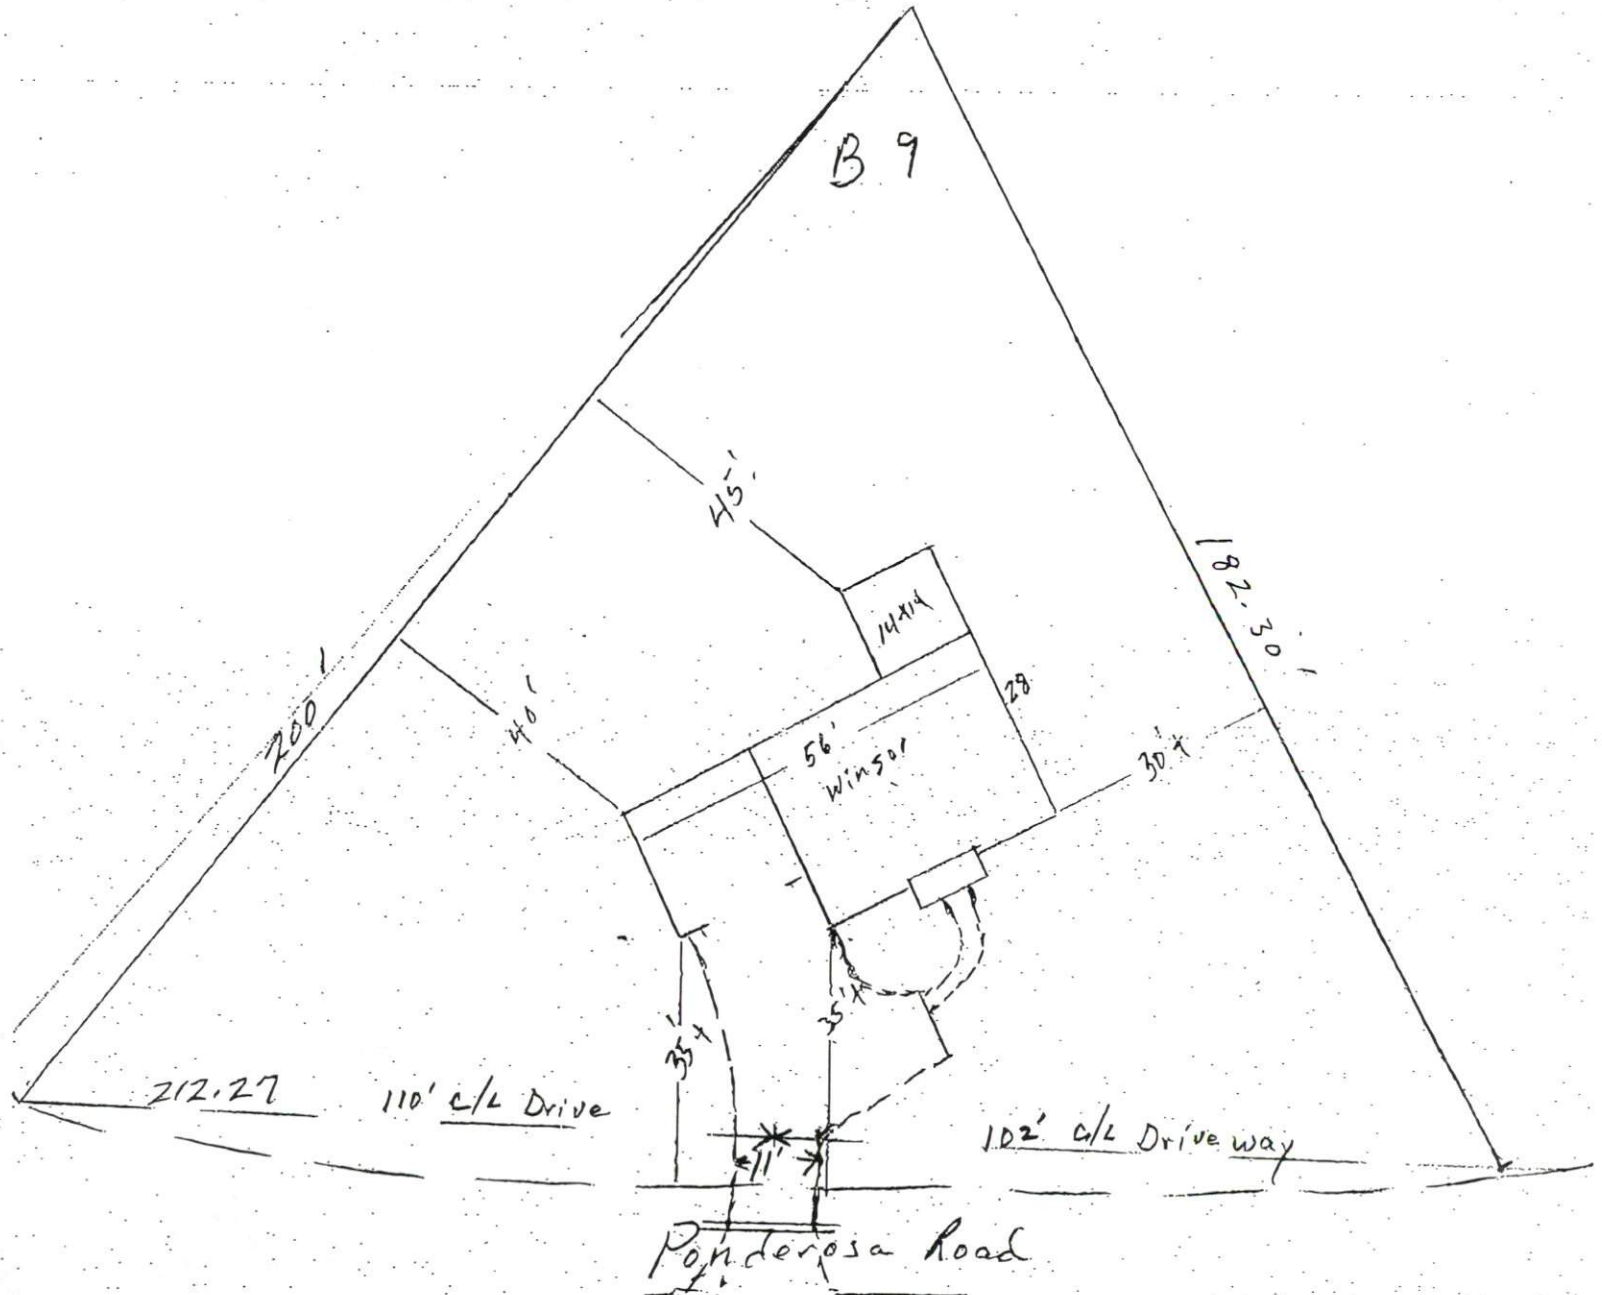 B 9
45'
182.30'
14x14
28
200'
40'
56'
Winsor
30'±
35'±
35'±
212.27
110' c/L Drive
102' c/L Driveway
11'
Ponderosa Road